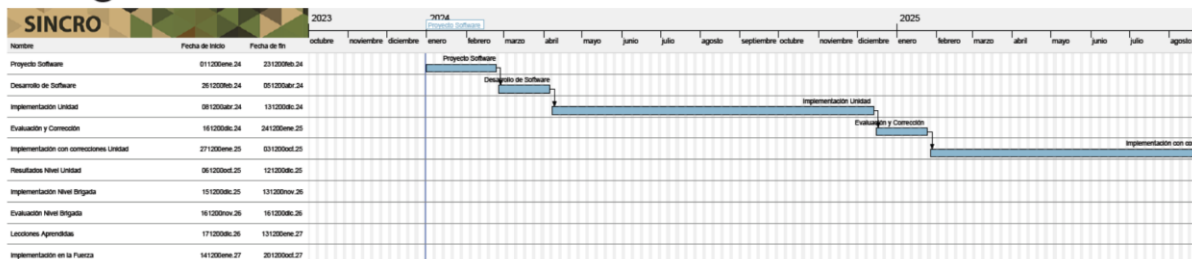 SINCRO
2023 2024 2025
Proyecto Software
Nombre Fecha de Inicio Fecha de fin octubre noviembre diciembre enero febrero marzo abril mayo junio julio agosto septiembre octubre noviembre diciembre enero febrero marzo abril mayo junio julio agosto
Proyecto Software 011200ene.24 231200feb.24 Proyecto Software
Desarrollo de Software 261200feb.24 051200abr.24 Desarrollo de Software
Implementación Unidad 081200abr.24 131200dic.24 Implementación Unidad
Evaluación y Corrección 161200dic.24 241200ene.25 Evaluación y Corrección
Implementación con correcciones Unidad 271200ene.25 031200oct.25 Implementación con co
Resultados Nivel Unidad 061200oct.25 121200dic.25
Implementación Nivel Brigada 151200dic.25 131200nov.26
Evaluación Nivel Brigada 161200nov.26 161200dic.26
Lecciones Aprendidas 171200dic.26 131200ene.27
Implementación en la Fuerza 141200ene.27 201200oct.27